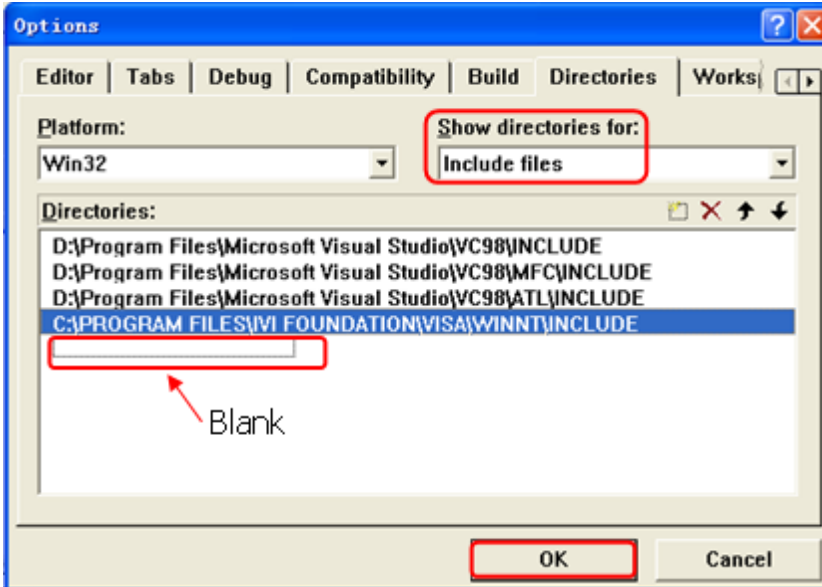 Options
Editor Tabs Debug Compatibility Build Directories Works
Platform: Show directories for:
Win32 Include files
Directories:
D:\Program Files\Microsoft Visual Studio\VC98\INCLUDE
D:\Program Files\Microsoft Visual Studio\VC98\MFC\INCLUDE
D:\Program Files\Microsoft Visual Studio\VC98\ATL\INCLUDE
C:\PROGRAM FILES\IVI FOUNDATION\VISA\WINNT\INCLUDE
Blank
OK Cancel